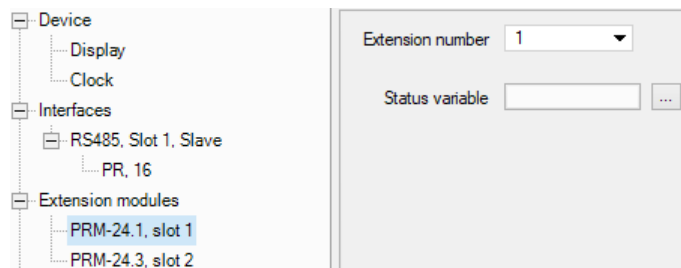 Device
Display
Clock
Interfaces
RS485, Slot 1, Slave
PR, 16
Extension modules
PRM-24.1, slot 1
PRM-24.3, slot 2
Extension number 1
Status variable ...